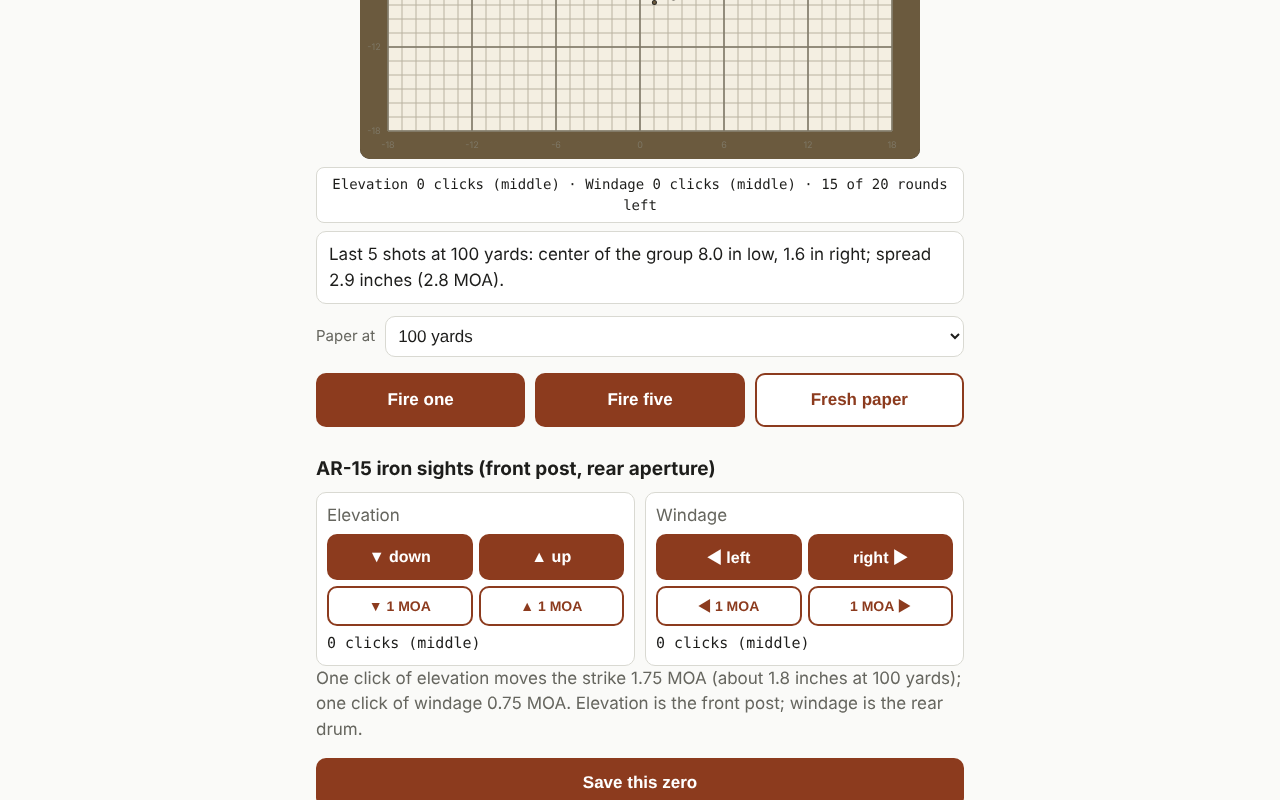 -12
-18
-18 -12 -6 0 6 12 18
Elevation 0 clicks (middle) · Windage 0 clicks (middle) · 15 of 20 rounds
left
Last 5 shots at 100 yards: center of the group 8.0 in low, 1.6 in right; spread
2.9 inches (2.8 MOA).
Paper at 100 yards
Fire one Fire five Fresh paper
AR-15 iron sights (front post, rear aperture)
Elevation Windage
▼ down ▲ up ◀ left right ▶
▼ 1 MOA ▲ 1 MOA ◀ 1 MOA 1 MOA ▶
0 clicks (middle) 0 clicks (middle)
One click of elevation moves the strike 1.75 MOA (about 1.8 inches at 100 yards);
one click of windage 0.75 MOA. Elevation is the front post; windage is the rear
drum.
Save this zero